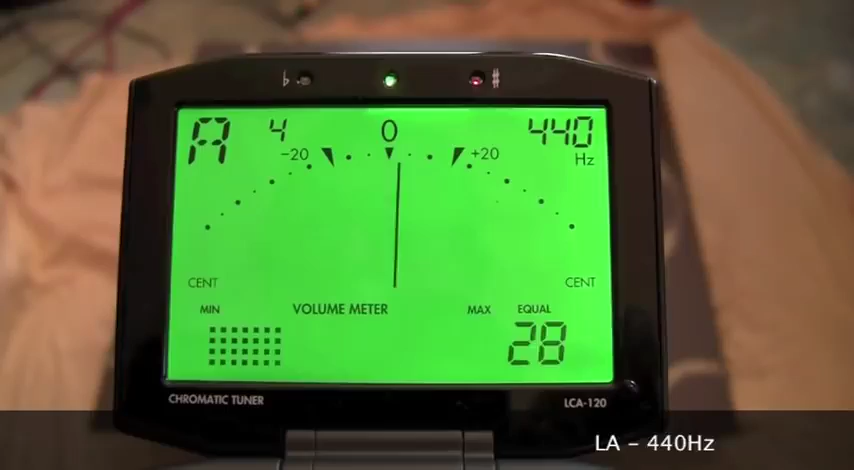 ♭ ♯
A 4 0 440
-20 +20 Hz
CENT CENT
MIN VOLUME METER MAX EQUAL
28
CHROMATIC TUNER LCA-120
LA - 440Hz